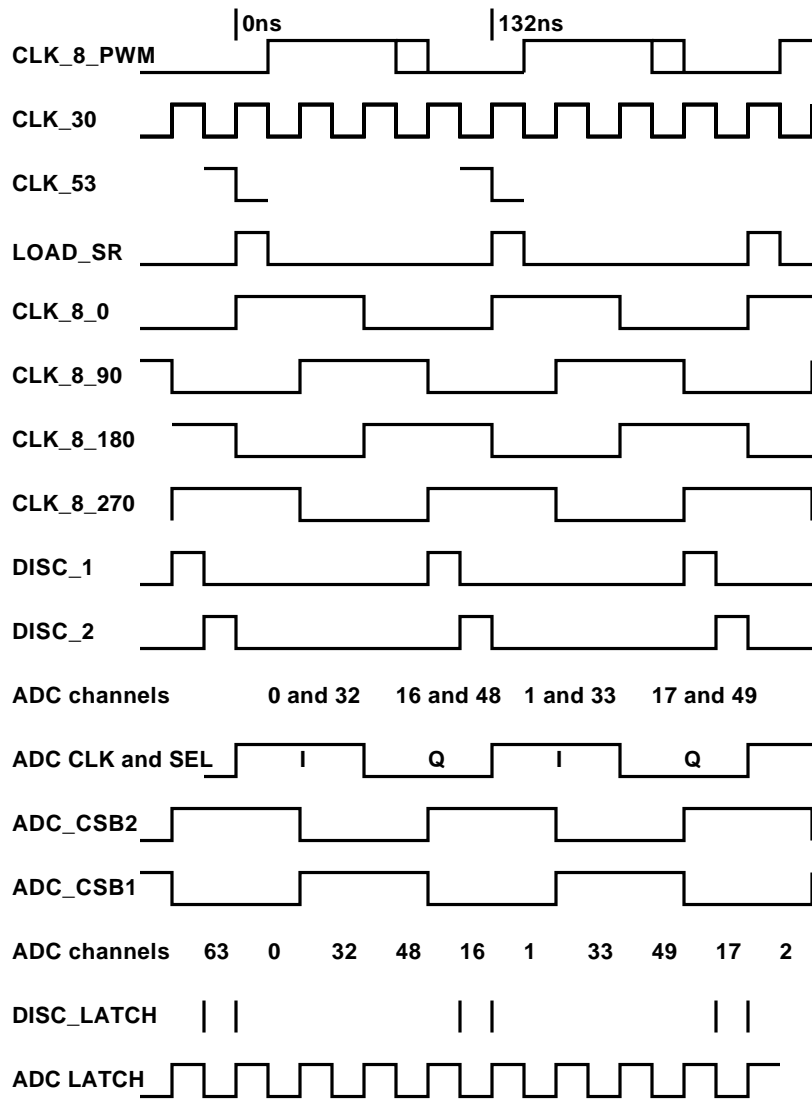 0ns 132ns
CLK_8_PWM
CLK_30
CLK_53
LOAD_SR
CLK_8_0
CLK_8_90
CLK_8_180
CLK_8_270
DISC_1
DISC_2
ADC channels 0 and 32 16 and 48 1 and 33 17 and 49
ADC CLK and SEL I Q I Q
ADC_CSB2
ADC_CSB1
ADC channels 63 0 32 48 16 1 33 49 17 2
DISC_LATCH
ADC LATCH